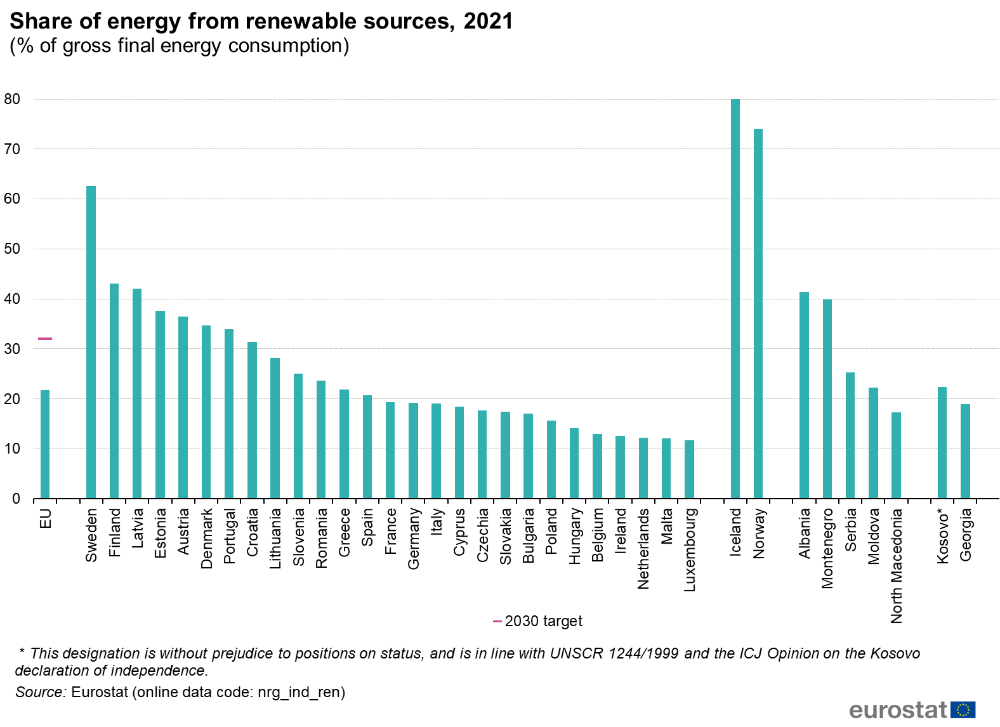 Share of energy from renewable sources, 2021
(% of gross final energy consumption)
80
70
60
50
40
30
20
10
0
EU
Sweden
Finland
Latvia
Estonia
Austria
Denmark
Portugal
Croatia
Lithuania
Slovenia
Romania
Greece
Spain
France
Germany
Italy
Cyprus
Czechia
Slovakia
Bulgaria
Poland
Hungary
Belgium
Ireland
Netherlands
Malta
Luxembourg
Iceland
Norway
Albania
Montenegro
Serbia
Moldova
North Macedonia
Kosovo*
Georgia
2030 target
* This designation is without prejudice to positions on status, and is in line with UNSCR 1244/1999 and the ICJ Opinion on the Kosovo
declaration of independence.
Source: Eurostat (online data code: nrg_ind_ren)
eurostat